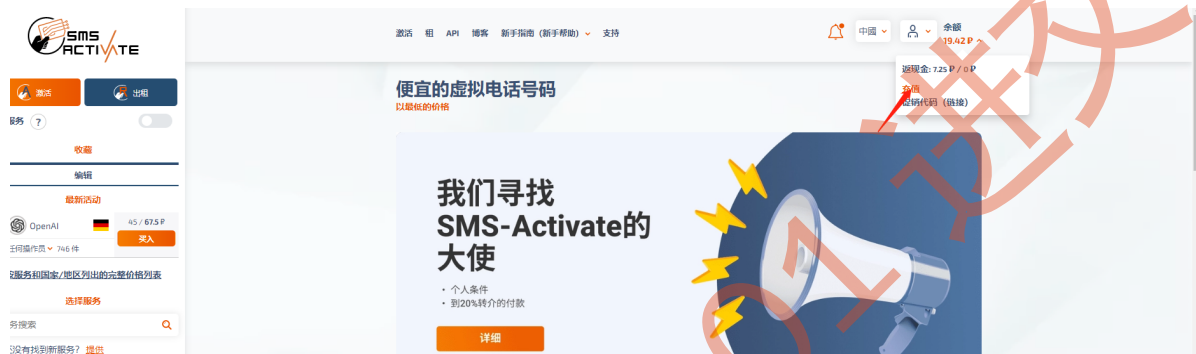 SMS
ACTIVATE
激活 租 API 博客 新手指南 (新手帮助) 支持
中國
余额
19.42 ₽
返现金: 7.25 ₽ / 0 ₽
充值
促销代码 (链接)
激活
出租
服务 ?
收藏
编辑
最新活动
OpenAI
45 / 67.5 ₽
买入
任何操作员 746 件
按服务和国家/地区列出的完整价格列表
选择服务
务搜索
没有找到新服务? 提供
便宜的虚拟电话号码
以最低的价格
我们寻找
SMS-Activate的
大使
· 个人条件
· 到20%转介的付款
详细